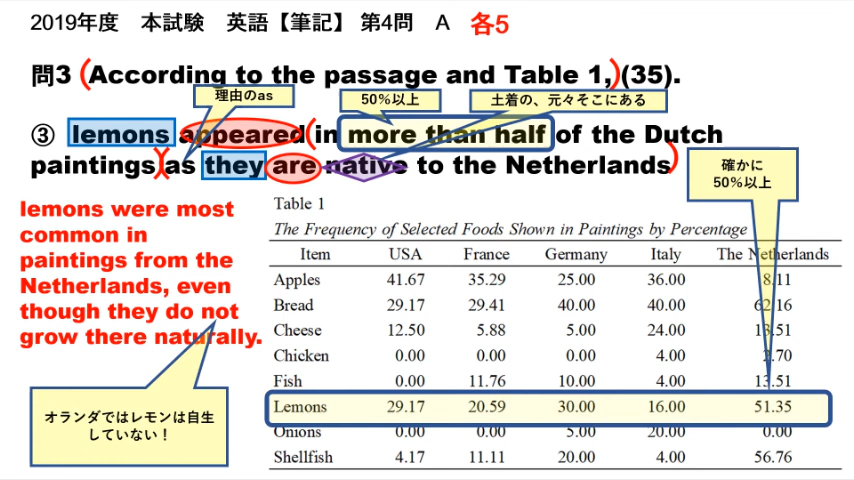 2019年度　本試験　英語【筆記】 第4問　A　各5
問3 (According to the passage and Table 1,) (35).
理由のas
50%以上
土着の、元々そこにある
③ lemons appeared (in more than half of the Dutch
paintings) (as they are native to the Netherlands)
確かに
50%以上
lemons were most
common in
paintings from the
Netherlands, even
though they do not
grow there naturally.
オランダではレモンは自生
していない！
Table 1
The Frequency of Selected Foods Shown in Paintings by Percentage
Item USA France Germany Italy The Netherlands
Apples 41.67 35.29 25.00 36.00 8.11
Bread 29.17 29.41 40.00 40.00 62.16
Cheese 12.50 5.88 5.00 24.00 13.51
Chicken 0.00 0.00 0.00 4.00 2.70
Fish 0.00 11.76 10.00 4.00 13.51
Lemons 29.17 20.59 30.00 16.00 51.35
Onions 0.00 0.00 5.00 20.00 0.00
Shellfish 4.17 11.11 20.00 4.00 56.76